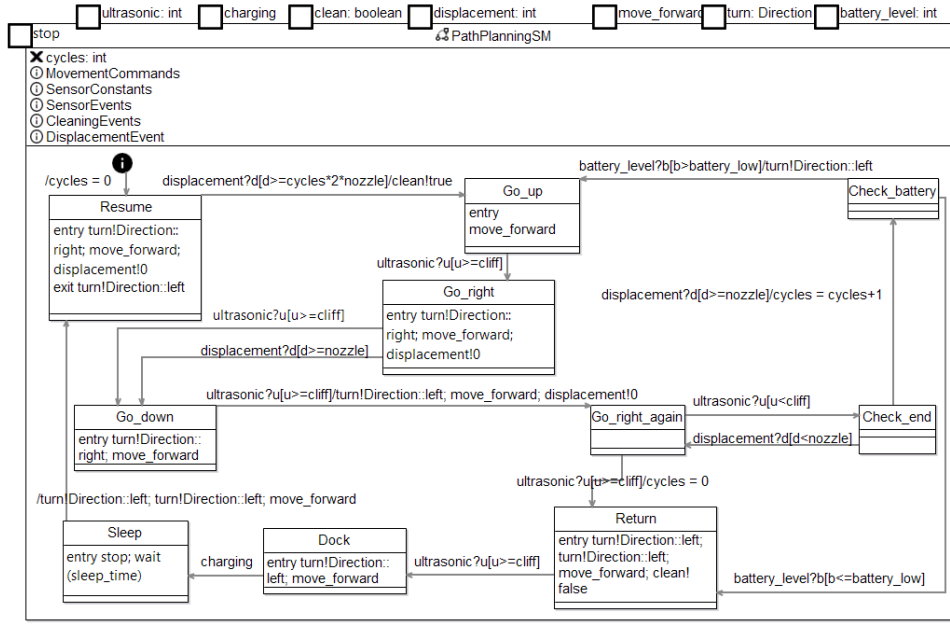 ultrasonic: int
charging
clean: boolean
displacement: int
move_forward
turn: Direction
battery_level: int
stop
PathPlanningSM
cycles: int
MovementCommands
SensorConstants
SensorEvents
CleaningEvents
DisplacementEvent
i
/cycles = 0
displacement?d[d>=cycles*2*nozzle]/clean!true
battery_level?b[b>battery_low]/turn!Direction::left
Resume
entry turn!Direction::
right; move_forward;
displacement!0
exit turn!Direction::left
Go_up
entry
move_forward
Check_battery
ultrasonic?u[u>=cliff]
Go_right
entry turn!Direction::
right; move_forward;
displacement!0
displacement?d[d>=nozzle]/cycles = cycles+1
ultrasonic?u[u>=cliff]
displacement?d[d>=nozzle]
ultrasonic?u[u>=cliff]/turn!Direction::left; move_forward; displacement!0
Go_down
entry turn!Direction::
right; move_forward
Go_right_again
ultrasonic?u[u<cliff]
Check_end
displacement?d[d<nozzle]
ultrasonic?u[u>=cliff]/cycles = 0
/turn!Direction::left; turn!Direction::left; move_forward
Sleep
entry stop; wait
(sleep_time)
charging
Dock
entry turn!Direction::
left; move_forward
ultrasonic?u[u>=cliff]
Return
entry turn!Direction::left;
turn!Direction::left;
move_forward; clean!
false
battery_level?b[b<=battery_low]